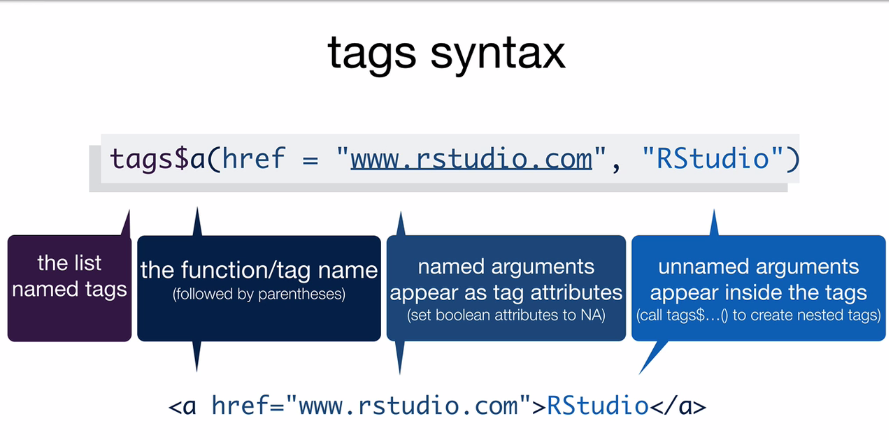 tags syntax
tags$a(href = "www.rstudio.com", "RStudio")
the list
named tags
the function/tag name
(followed by parentheses)
named arguments
appear as tag attributes
(set boolean attributes to NA)
unnamed arguments
appear inside the tags
(call tags$...() to create nested tags)
<a href="www.rstudio.com">RStudio</a>